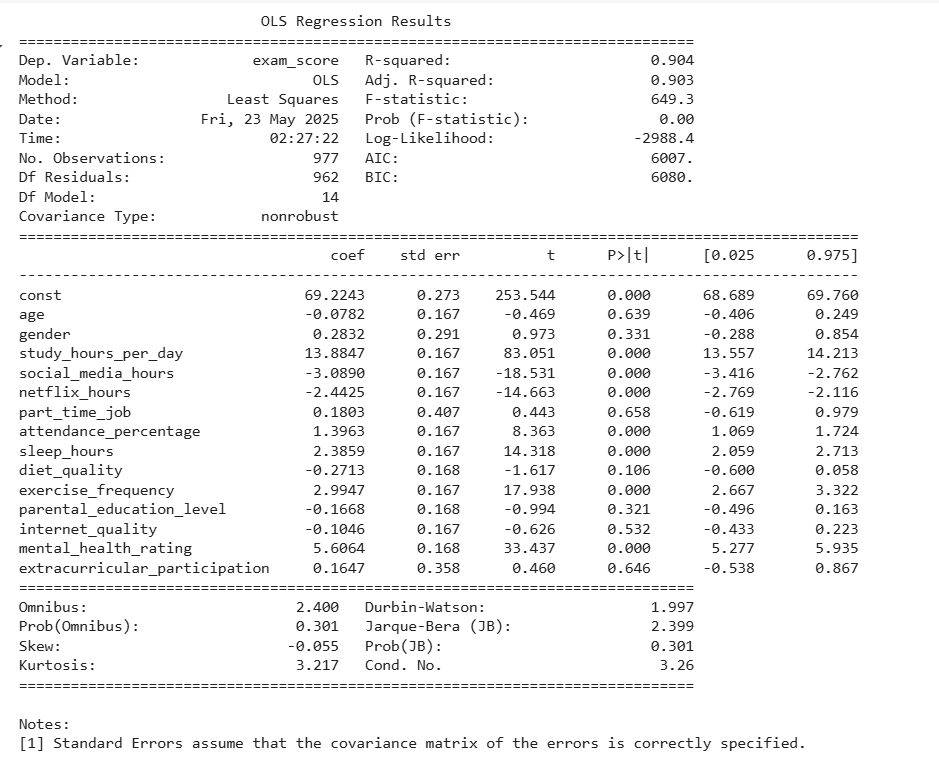 OLS Regression Results
==============================================================================
Dep. Variable:             exam_score   R-squared:                       0.904
Model:                            OLS   Adj. R-squared:                  0.903
Method:                 Least Squares   F-statistic:                     649.3
Date:                Fri, 23 May 2025   Prob (F-statistic):               0.00
Time:                        02:27:22   Log-Likelihood:                -2988.4
No. Observations:                 977   AIC:                             6007.
Df Residuals:                     962   BIC:                             6080.
Df Model:                          14
Covariance Type:            nonrobust
=================================================================================================
                                    coef    std err          t      P>|t|      [0.025      0.975]
-------------------------------------------------------------------------------------------------
const                            69.2243      0.273    253.544      0.000      68.689      69.760
age                              -0.0782      0.167     -0.469      0.639      -0.406       0.249
gender                            0.2832      0.291      0.973      0.331      -0.288       0.854
study_hours_per_day              13.8847      0.167     83.051      0.000      13.557      14.213
social_media_hours               -3.0890      0.167    -18.531      0.000      -3.416      -2.762
netflix_hours                    -2.4425      0.167    -14.663      0.000      -2.769      -2.116
part_time_job                     0.1803      0.407      0.443      0.658      -0.619       0.979
attendance_percentage             1.3963      0.167      8.363      0.000       1.069       1.724
sleep_hours                       2.3859      0.167     14.318      0.000       2.059       2.713
diet_quality                     -0.2713      0.168     -1.617      0.106      -0.600       0.058
exercise_frequency                2.9947      0.167     17.938      0.000       2.667       3.322
parental_education_level         -0.1668      0.168     -0.994      0.321      -0.496       0.163
internet_quality                 -0.1046      0.167     -0.626      0.532      -0.433       0.223
mental_health_rating              5.6064      0.168     33.437      0.000       5.277       5.935
extracurricular_participation     0.1647      0.358      0.460      0.646      -0.538       0.867
==============================================================================
Omnibus:                        2.400   Durbin-Watson:                   1.997
Prob(Omnibus):                  0.301   Jarque-Bera (JB):                2.399
Skew:                          -0.055   Prob(JB):                        0.301
Kurtosis:                       3.217   Cond. No.                         3.26
==============================================================================
Notes:
[1] Standard Errors assume that the covariance matrix of the errors is correctly specified.